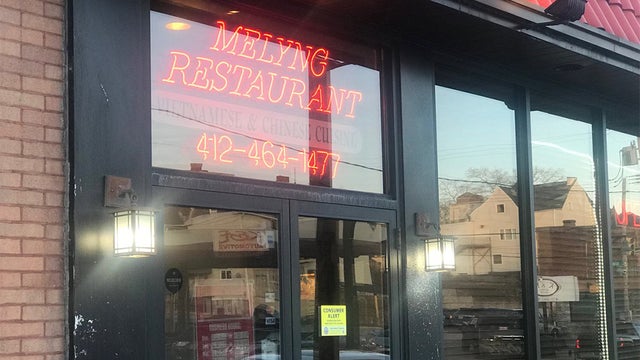 MELYNG
RESTAURANT
VIETNAMESE & CHINESE CUISINE
412-464-1477
CONSUMER
ALERT